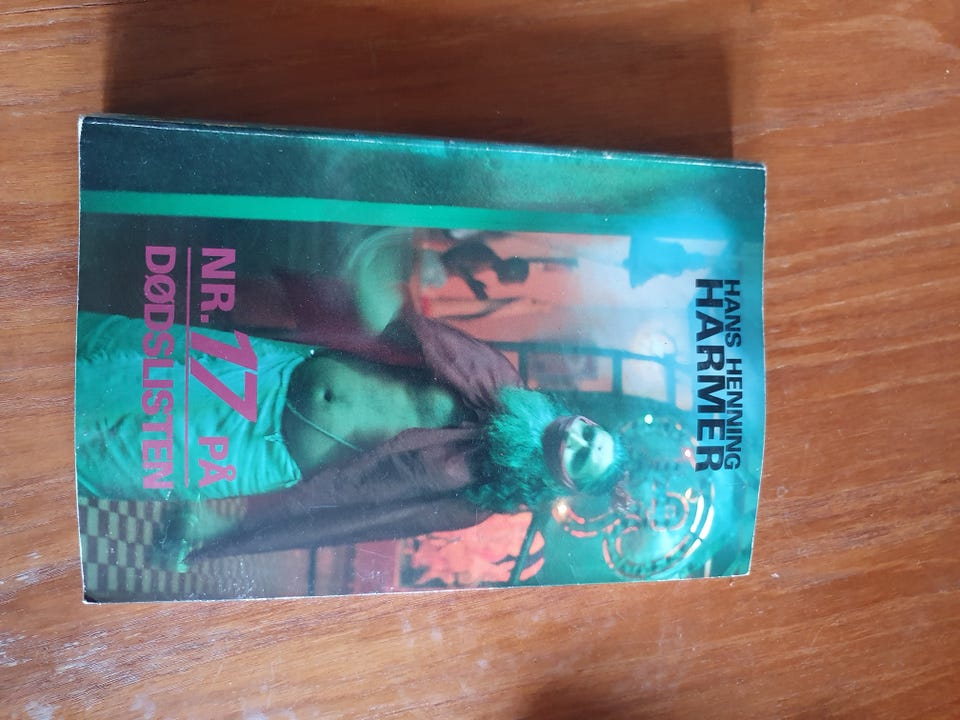 HANS HENNING
HARMER
NR. 17 PÅ
DØDSLISTEN